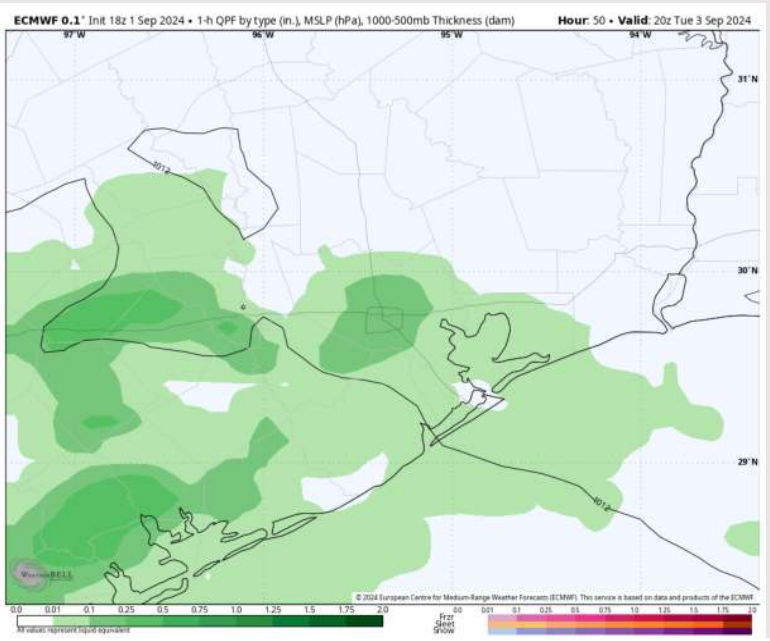 ECMWF 0.1° Init 18z 1 Sep 2024 • 1-h QPF by type (in.), MSLP (hPa), 1000-500mb Thickness (dam) Hour: 50 • Valid: 20z Tue 3 Sep 2024
97°W 96°W 95°W 94°W
31°N
1012
30°N
29°N
1012
WeatherBELL
© 2024 European Centre for Medium-Range Weather Forecasts (ECMWF). This service is based on data and products of the ECMWF
0.0 0.01 0.1 0.25 0.5 0.75 1.0 1.25 1.5 1.75 2.0 0.0 0.01 0.1 0.25 0.5 0.75 1.0 1.25 1.5 1.75 2.0
Frzr
Sleet
Snow
All values represent liquid equivalent